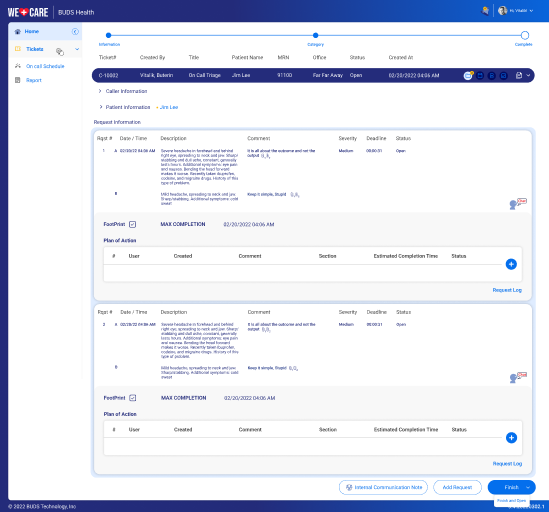 WE CARE BUDS Health Hi, Vitalik!
Home
Tickets
On call Schedule
Report
Information Category Complete
Ticket# Created By Title Patient Name MRN Office Status Created At
C-10002 Vitalik, Buterin On Call Triage Jim Lee 91100 Far Far Away Open 02/20/2022 04:06 AM
Caller Information
Patient Information - Jim Lee
Request Information
Rqst # Date / Time Description Comment Severity Deadline Status
1 A 02/20/22 04:06 AM Severe headache in forehead and behind It is all about the outcome and not the Medium 00:00:31 Open
right eye, spreading to neck and jaw. Sharp output
stabbing and dull ache, constant, generally
lasts hours. Additional symptoms: eye pain
and nausea. Bending the head forward
makes it worse. Recently taken ibuprofen,
codeine, and migraine drugs. History of this
type of problem.
B Mild headache, spreading to neck and jaw. Keep it simple, Stupid
Sharp/stabbing. Additional symptoms: cold
sweat
Chat
FootPrint MAX COMPLETION 02/20/2022 04:06 AM
Plan of Action
# User Created Comment Section Estimated Completion Time Status
Request Log
Rqst # Date / Time Description Comment Severity Deadline Status
2 A 02/20/22 04:06 AM Severe headache in forehead and behind It is all about the outcome and not the Medium 00:00:31 Open
right eye, spreading to neck and jaw. Sharp output
stabbing and dull ache, constant, generally
lasts hours. Additional symptoms: eye pain
and nausea. Bending the head forward
makes it worse. Recently taken ibuprofen,
codeine, and migraine drugs. History of this
type of problem.
B Mild headache, spreading to neck and jaw. Keep it simple, Stupid
Sharp/stabbing. Additional symptoms: cold
sweat
Chat
FootPrint MAX COMPLETION 02/20/2022 04:06 AM
Plan of Action
# User Created Comment Section Estimated Completion Time Status
Request Log
Internal Communication Note Add Request Finish
Finish and Open
© 2022 BUDS Technology, Inc